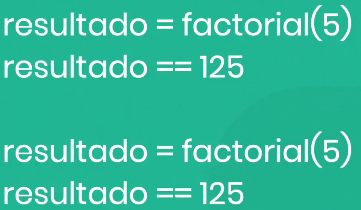 resultado = factorial(5)
resultado == 125
resultado = factorial(5)
resultado == 125